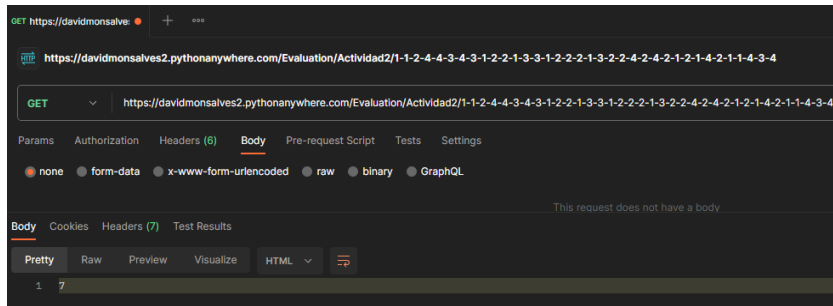 GET https://davidmonsalve:
HTTP https://davidmonsalves2.pythonanywhere.com/Evaluation/Actividad2/1-1-2-4-4-3-4-3-1-2-2-1-3-3-1-2-2-2-1-3-2-2-4-2-4-2-1-2-1-4-2-1-1-4-3-4
GET https://davidmonsalves2.pythonanywhere.com/Evaluation/Actividad2/1-1-2-4-4-3-4-3-1-2-2-1-3-3-1-2-2-2-1-3-2-2-4-2-4-2-1-2-1-4-2-1-1-4-3-4
Params Authorization Headers (6) Body Pre-request Script Tests Settings
none form-data x-www-form-urlencoded raw binary GraphQL
This request does not have a body
Body Cookies Headers (7) Test Results
Pretty Raw Preview Visualize HTML
1 7